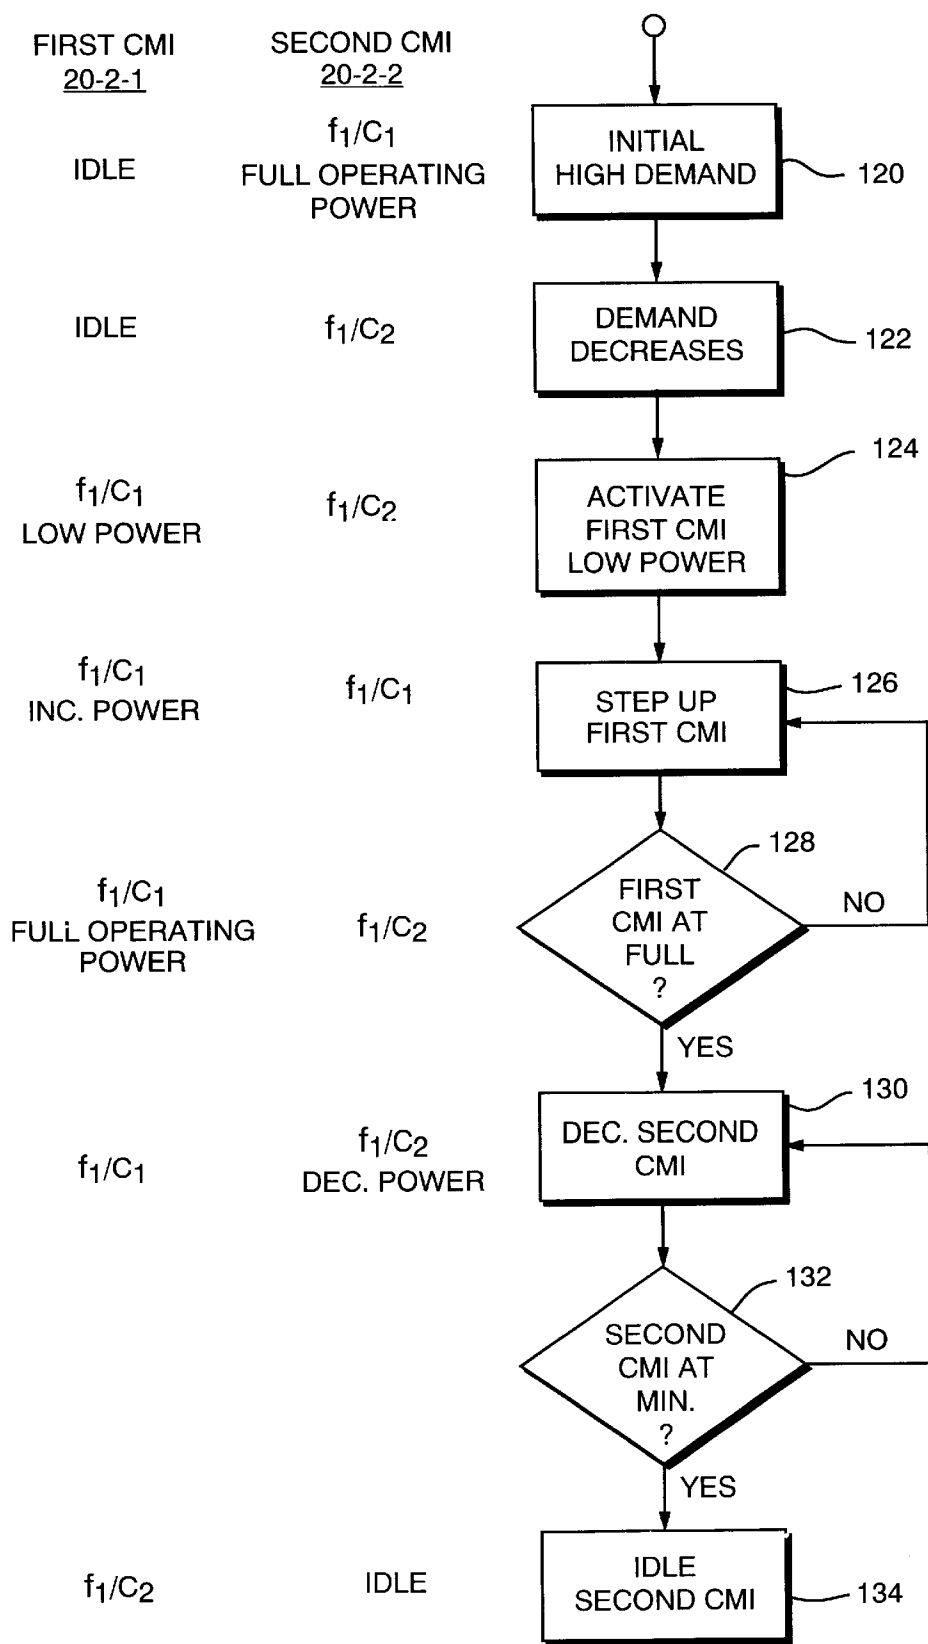 FIRST CMI
20-2-1
SECOND CMI
20-2-2
IDLE
f1/C1
FULL OPERATING
POWER
INITIAL
HIGH DEMAND
120
IDLE
f1/C2
DEMAND
DECREASES
122
f1/C1
LOW POWER
f1/C2
ACTIVATE
FIRST CMI
LOW POWER
124
f1/C1
INC. POWER
f1/C1
STEP UP
FIRST CMI
126
f1/C1
FULL OPERATING
POWER
f1/C2
FIRST
CMI AT
FULL
?
128
NO
YES
f1/C1
f1/C2
DEC. POWER
DEC. SECOND
CMI
130
SECOND
CMI AT
MIN.
?
132
NO
YES
f1/C2
IDLE
IDLE
SECOND CMI
134